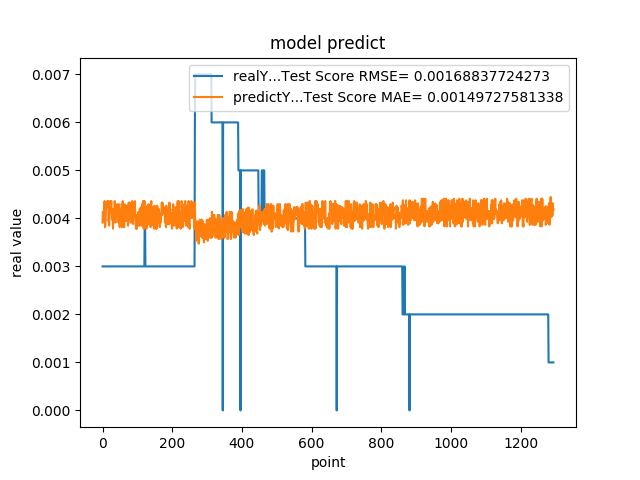 model predict
realY...Test Score RMSE= 0.00168837724273
predictY...Test Score MAE= 0.00149727581338
0.007
0.006
0.005
0.004
0.003
0.002
0.001
0.000
real value
0 200 400 600 800 1000 1200
point